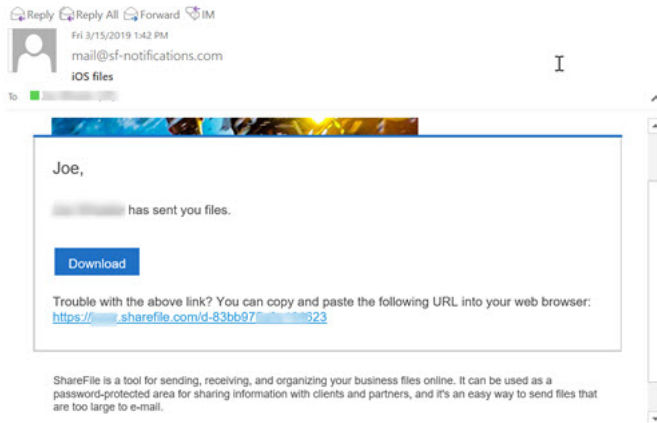 Reply Reply All Forward IM
Fri 3/15/2019 1:42 PM
mail@sf-notifications.com
iOS files
To
Joe,
has sent you files.
Download
Trouble with the above link? You can copy and paste the following URL into your web browser:
https:// .sharefile.com/d-83bb97 623
ShareFile is a tool for sending, receiving, and organizing your business files online. It can be used as a
password-protected area for sharing information with clients and partners, and it's an easy way to send files that
are too large to e-mail.